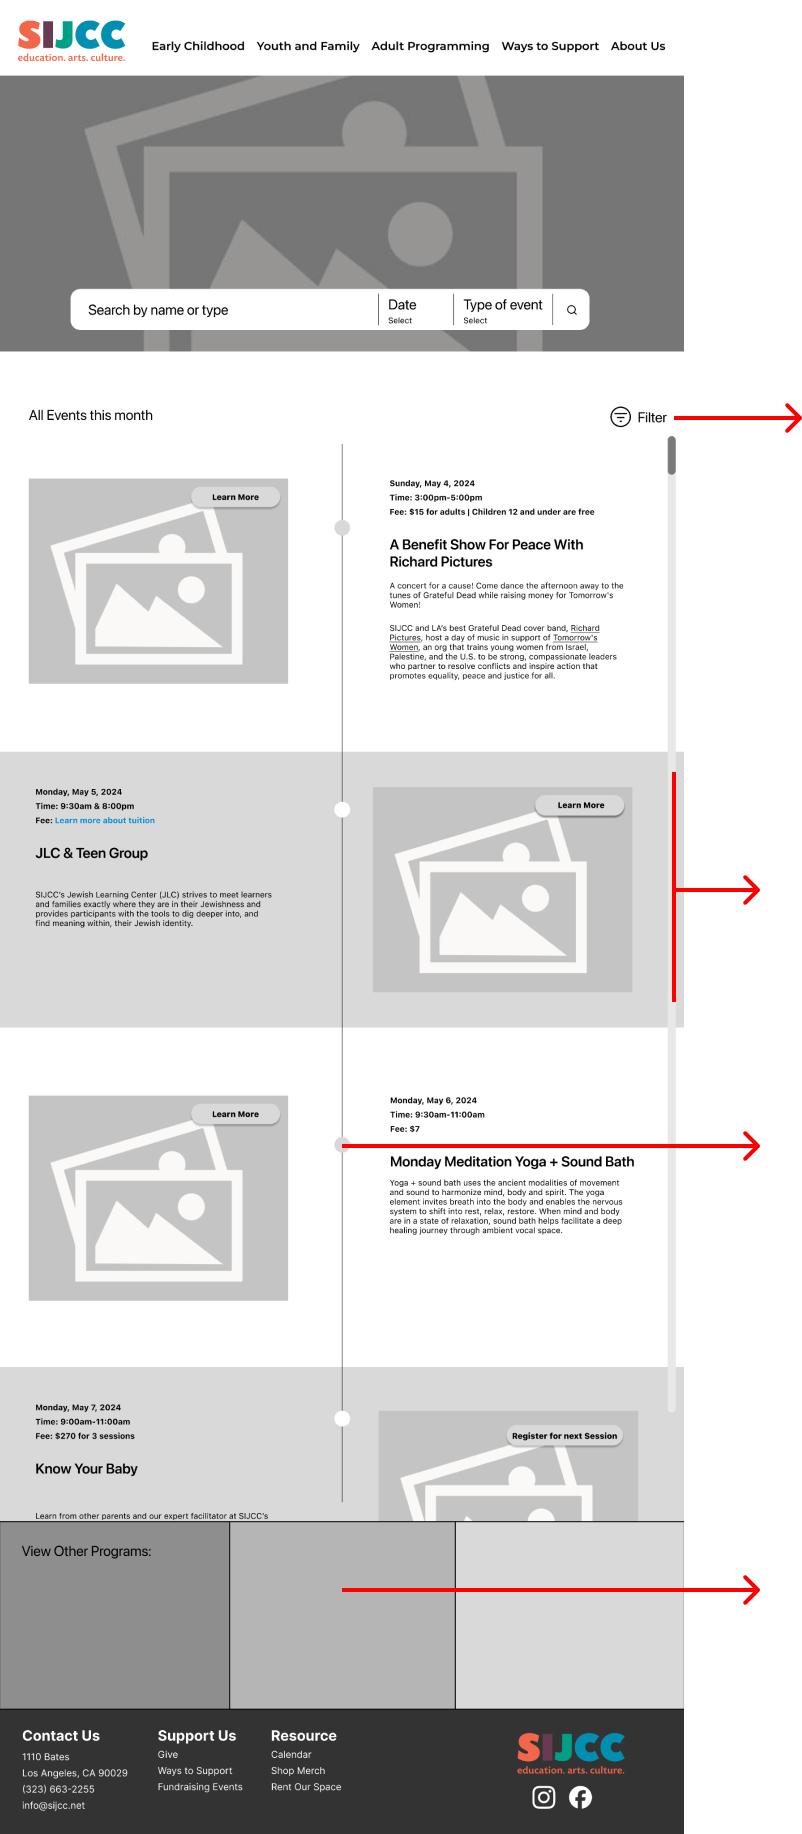 SIJCC
education. arts. culture.
Early Childhood Youth and Family Adult Programming Ways to Support About Us
Search by name or type
Date
Select
Type of event
Select
All Events this month
Filter
Learn More
Sunday, May 4, 2024
Time: 3:00pm-5:00pm
Fee: $15 for adults | Children 12 and under are free
A Benefit Show For Peace With
Richard Pictures
A concert for a cause! Come dance the afternoon away to the
tunes of Grateful Dead while raising money for Tomorrow's
Women!
SIJCC and LA's best Grateful Dead cover band, Richard
Pictures, host a day of music in support of Tomorrow's
Women, an org that trains young women from Israel,
Palestine, and the U.S. to be strong, compassionate leaders
who partner to resolve conflicts and inspire action that
promotes equality, peace and justice for all.
Monday, May 5, 2024
Time: 9:30am & 8:00pm
Fee: Learn more about tuition
JLC & Teen Group
SIJCC's Jewish Learning Center (JLC) strives to meet learners
and families exactly where they are in their Jewishness and
provides participants with the tools to dig deeper into, and
find meaning within, their Jewish identity.
Learn More
Learn More
Monday, May 6, 2024
Time: 9:30am-11:00am
Fee: $7
Monday Meditation Yoga + Sound Bath
Yoga + sound bath uses the ancient modalities of movement
and sound to harmonize mind, body and spirit. The yoga
element invites breath into the body and enables the nervous
system to shift into rest, relax, restore. When mind and body
are in a state of relaxation, sound bath helps facilitate a deep
healing journey through ambient vocal space.
Monday, May 7, 2024
Time: 9:00am-11:00am
Fee: $270 for 3 sessions
Know Your Baby
Learn from other parents and our expert facilitator at SIJCC's
Register for next Session
View Other Programs:
Contact Us
1110 Bates
Los Angeles, CA 90029
(323) 663-2255
info@sijcc.net
Support Us
Give
Ways to Support
Fundraising Events
Resource
Calendar
Shop Merch
Rent Our Space
SIJCC
education. arts. culture.